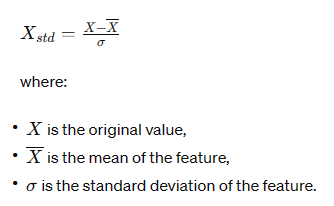 X_std = (X − X̅) / σ
where:
• X is the original value,
• X̅ is the mean of the feature,
• σ is the standard deviation of the feature.